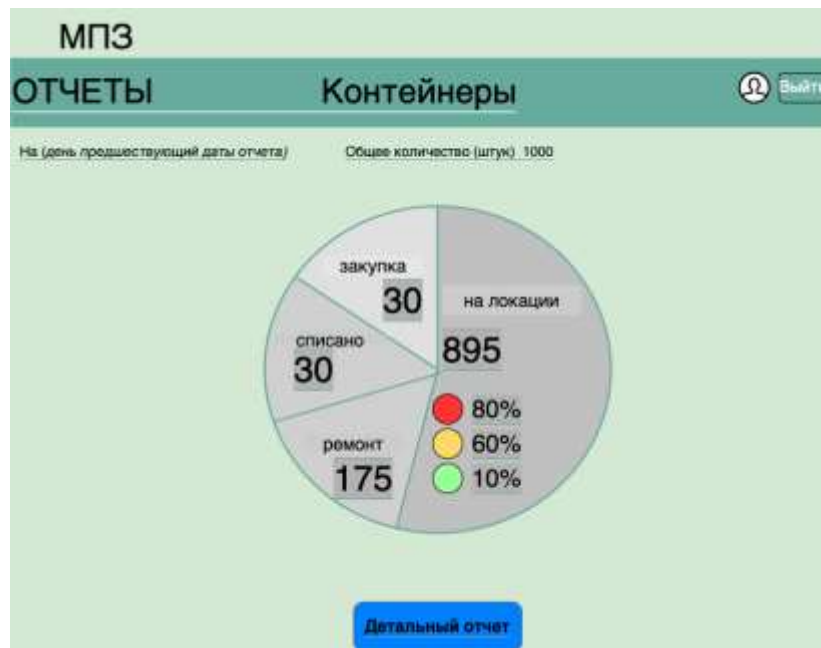 МПЗ
ОТЧЕТЫ Контейнеры Выйти
На (день предшествующий даты отчета) Общее количество (штук) 1000
закупка
30
на локации
895
списано
30
80%
60%
10%
ремонт
175
Детальный отчет